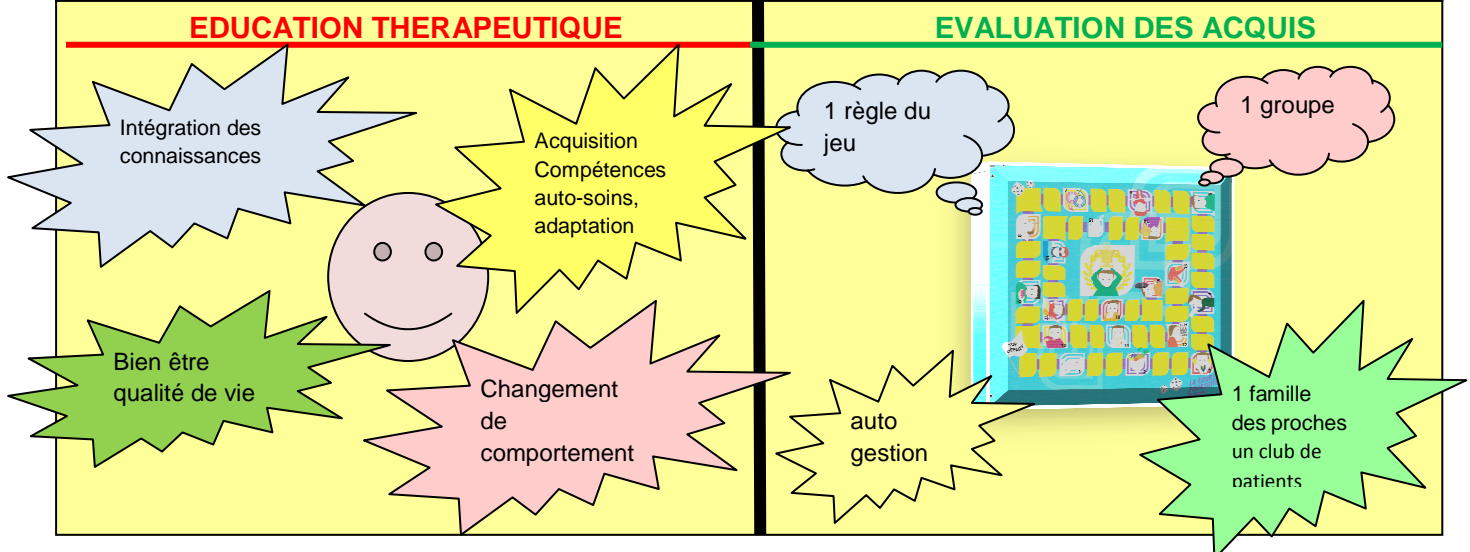 EDUCATION THERAPEUTIQUE
Intégration des
connaissances
Acquisition
Compétences
auto-soins,
adaptation
Bien être
qualité de vie
Changement
de
comportement
EVALUATION DES ACQUIS
1 règle du
jeu
1 groupe
auto
gestion
1 famille
des proches
un club de
patients